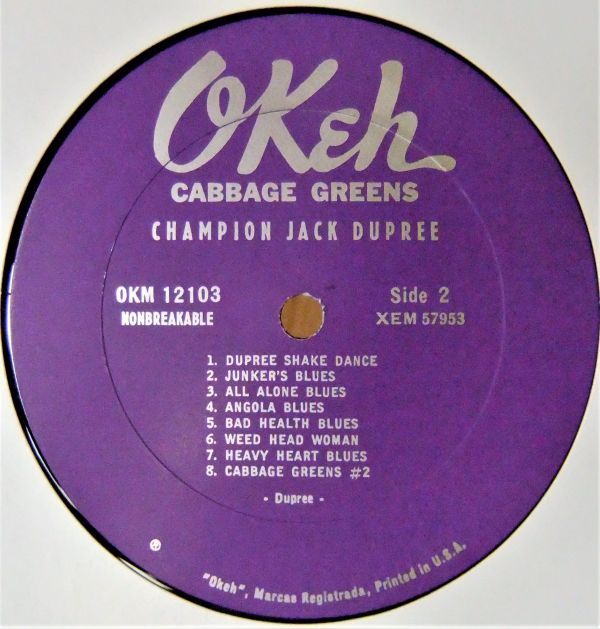 OKeh
CABBAGE GREENS
CHAMPION JACK DUPREE
OKM 12103
NONBREAKABLE
Side 2
XEM 57953
1. DUPREE SHAKE DANCE
2. JUNKER'S BLUES
3. ALL ALONE BLUES
4. ANGOLA BLUES
5. BAD HEALTH BLUES
6. WEED HEAD WOMAN
7. HEAVY HEART BLUES
8. CABBAGE GREENS #2
- Dupree -
"Okeh", Marcas Registrada, Printed in U.S.A.